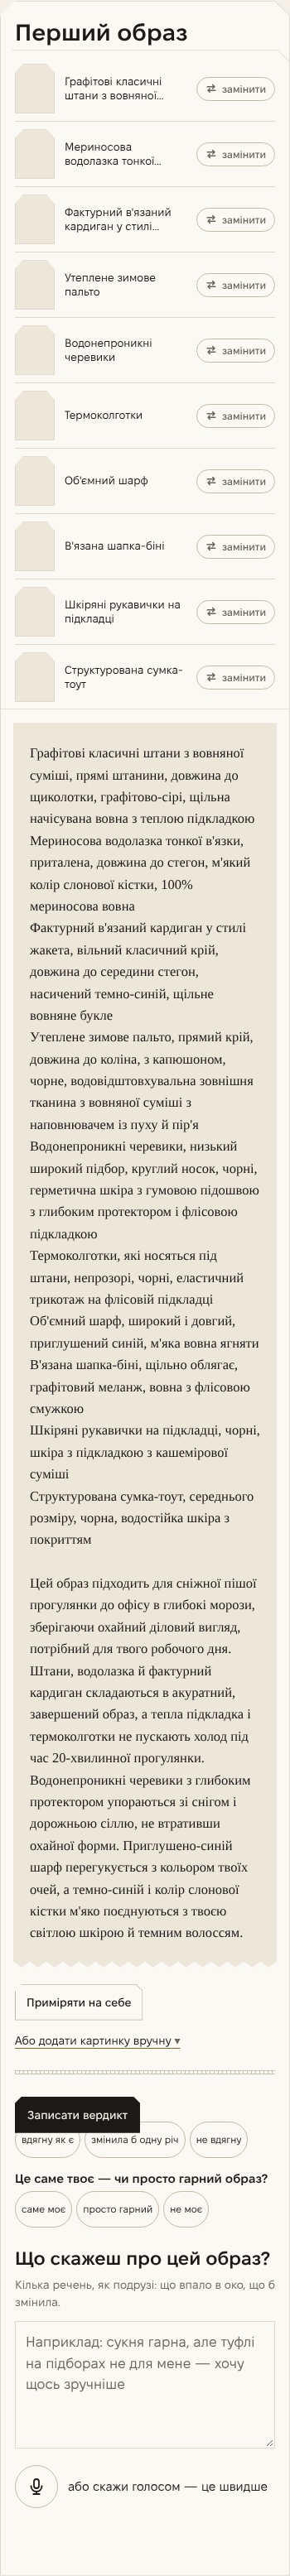 Перший образ
Графітові класичні
штани з вовняної...
замінити
Мериносова
водолазка тонкої...
замінити
Фактурний в'язаний
кардиган у стилі...
замінити
Утеплене зимове
пальто
замінити
Водонепроникні
черевики
замінити
Термоколготки
замінити
Об'ємний шарф
замінити
В'язана шапка-біні
замінити
Шкіряні рукавички на
підкладці
замінити
Структурована сумка-
тоут
замінити
Графітові класичні штани з вовняної
суміші, прямі штанини, довжина до
щиколотки, графітово-сірі, щільна
начісувана вовна з теплою підкладкою
Мериносова водолазка тонкої в'язки,
приталена, довжина до стегон, м'який
колір слонової кістки, 100%
мериносова вовна
Фактурний в'язаний кардиган у стилі
жакета, вільний класичний крій,
довжина до середини стегон,
насичений темно-синій, щільне
вовняне букле
Утеплене зимове пальто, прямий крій,
довжина до коліна, з капюшоном,
чорне, водовідштовхувальна зовнішня
тканина з вовняної суміші з
наповнювачем із пуху й пір'я
Водонепроникні черевики, низький
широкий підбор, круглий носок, чорні,
герметична шкіра з гумовою підошвою
з глибоким протектором і флісовою
підкладкою
Термоколготки, які носяться під
штани, непрозорі, чорні, еластичний
трикотаж на флісовій підкладці
Об'ємний шарф, широкий і довгий,
приглушений синій, м'яка вовна ягняти
В'язана шапка-біні, щільно облягає,
графітовий меланж, вовна з флісовою
смужкою
Шкіряні рукавички на підкладці, чорні,
шкіра з підкладкою з кашемірової
суміші
Структурована сумка-тоут, середнього
розміру, чорна, водостійка шкіра з
покриттям
Цей образ підходить для сніжної пішої
прогулянки до офісу в глибокі морози,
зберігаючи охайний діловий вигляд,
потрібний для твого робочого дня.
Штани, водолазка й фактурний
кардиган складаються в акуратний,
завершений образ, а тепла підкладка і
термоколготки не пускають холод під
час 20-хвилинної прогулянки.
Водонепроникні черевики з глибоким
протектором упораються зі снігом і
дорожньою сіллю, не втративши
охайної форми. Приглушено-синій
шарф перегукується з кольором твоїх
очей, а темно-синій і колір слонової
кістки м'яко поєднуються з твоєю
світлою шкірою й темним волоссям.
Приміряти на себе
Або додати картинку вручну ▾
Записати вердикт
вдягну як є змінила б одну річ не вдягну
Це саме твоє — чи просто гарний образ?
саме моє просто гарний не моє
Що скажеш про цей образ?
Кілька речень, як подрузі: що впало в око, що б
змінила.
Наприклад: сукня гарна, але туфлі
на підборах не для мене — хочу
щось зручніше
або скажи голосом — це швидше